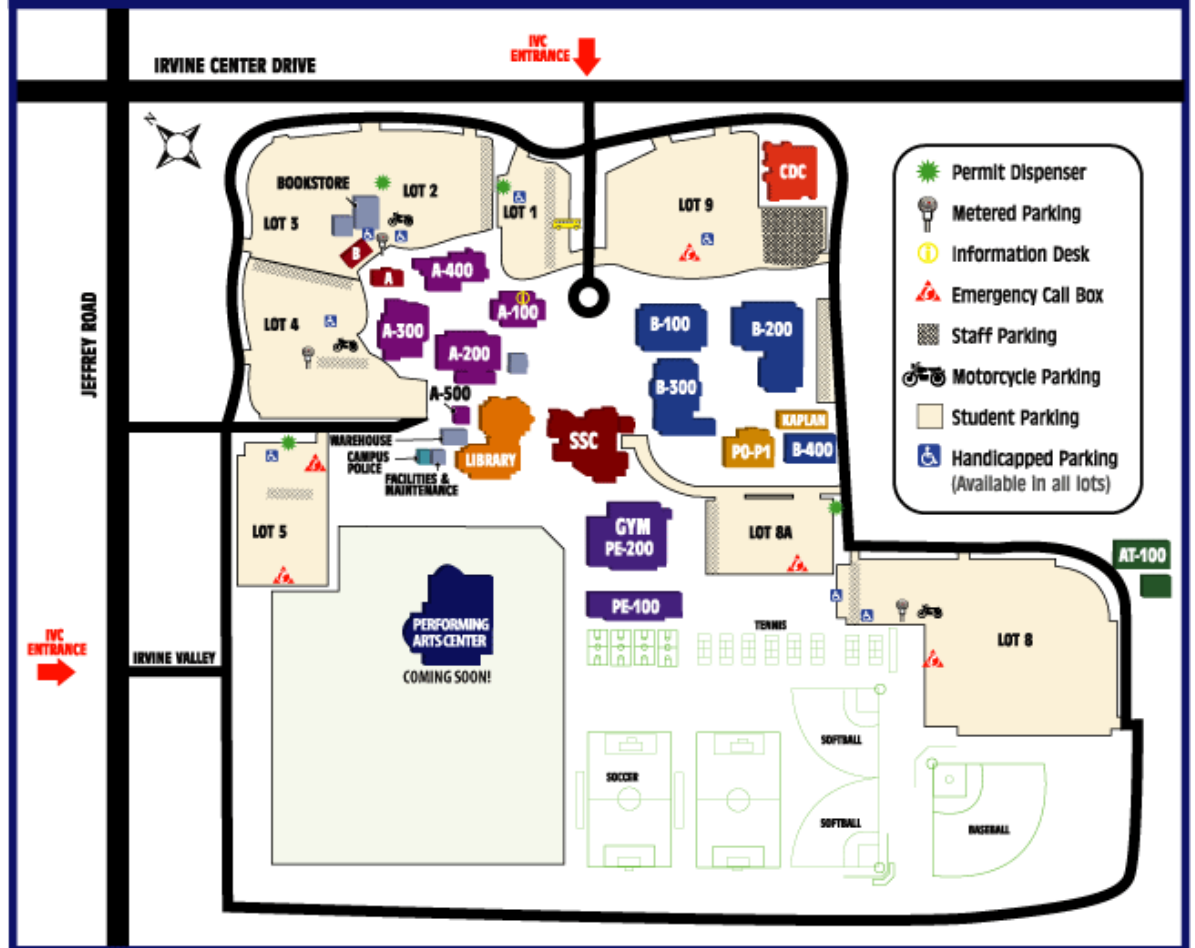 IVC
ENTRANCE
IRVINE CENTER DRIVE
N
BOOKSTORE
LOT 2
LOT 3
LOT 1
LOT 9
CDC
B
A
A-400
A-100
LOT 4
A-300
A-200
B-100
B-200
B-300
A-500
JEFFREY ROAD
WAREHOUSE
CAMPUS
POLICE
FACILITIES &
MAINTENANCE
LIBRARY
SSC
KAPLAN
PO-P1
B-400
LOT 5
GYM
PE-200
LOT 8A
PE-100
AT-100
PERFORMING
ARTS CENTER
COMING SOON!
IVC
ENTRANCE
IRVINE VALLEY
TENNIS
LOT 8
SOCCER
SOFTBALL
SOFTBALL
BASEBALL
Permit Dispenser
Metered Parking
Information Desk
Emergency Call Box
Staff Parking
Motorcycle Parking
Student Parking
Handicapped Parking
(Available in all lots)